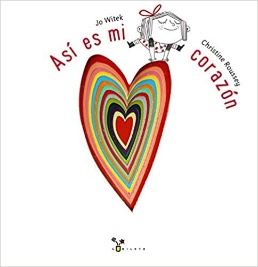 Jo Witek
Así es mi
corazón
Christine Roussey